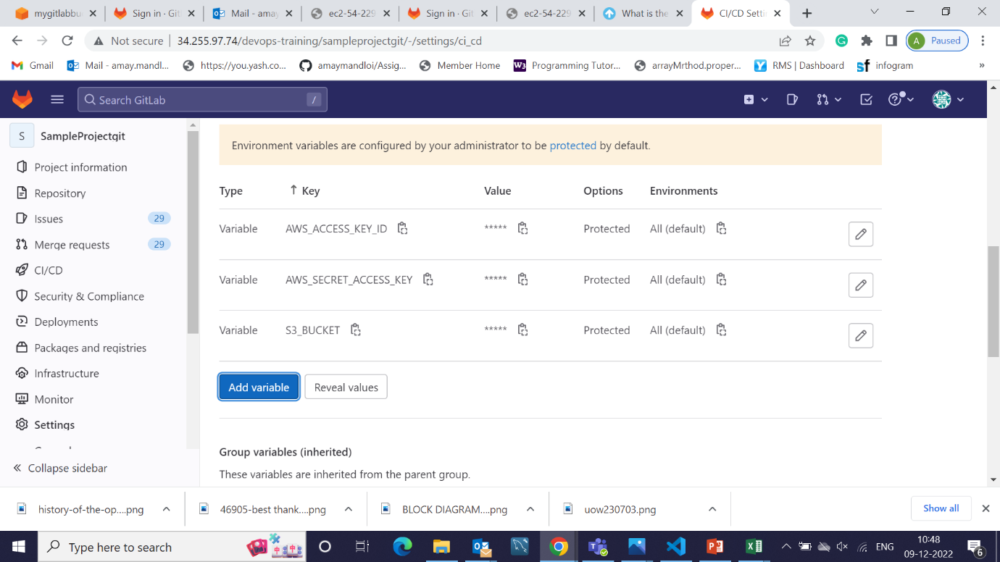 mygitlabbu
Sign in · Git
Mail - amay
ec2-54-229
Sign in · Git
ec2-54-229
What is the
CI/CD Setti
Not secure
34.255.97.74/devops-training/sampleprojectgit/-/settings/ci_cd
A
Paused
Gmail
Mail - amay.mandl...
https://you.yash.co...
amaymandloi/Assig...
Member Home
W3
Programming Tutor...
arrayMrthod.proper...
RMS | Dashboard
sf
infogram
»
Search GitLab
/
S
SampleProjectgit
Project information
Repository
Issues
29
Merge requests
29
CI/CD
Security & Compliance
Deployments
Packages and registries
Infrastructure
Monitor
Settings
Collapse sidebar
Environment variables are configured by your administrator to be protected by default.
Type
↑ Key
Value
Options
Environments
Variable
AWS_ACCESS_KEY_ID
*****
Protected
All (default)
Variable
AWS_SECRET_ACCESS_KEY
*****
Protected
All (default)
Variable
S3_BUCKET
*****
Protected
All (default)
Add variable
Reveal values
Group variables (inherited)
These variables are inherited from the parent group.
history-of-the-op....png
46905-best thank....png
BLOCK DIAGRAM....png
uow230703.png
Show all
Type here to search
ENG
10:48
09-12-2022
6